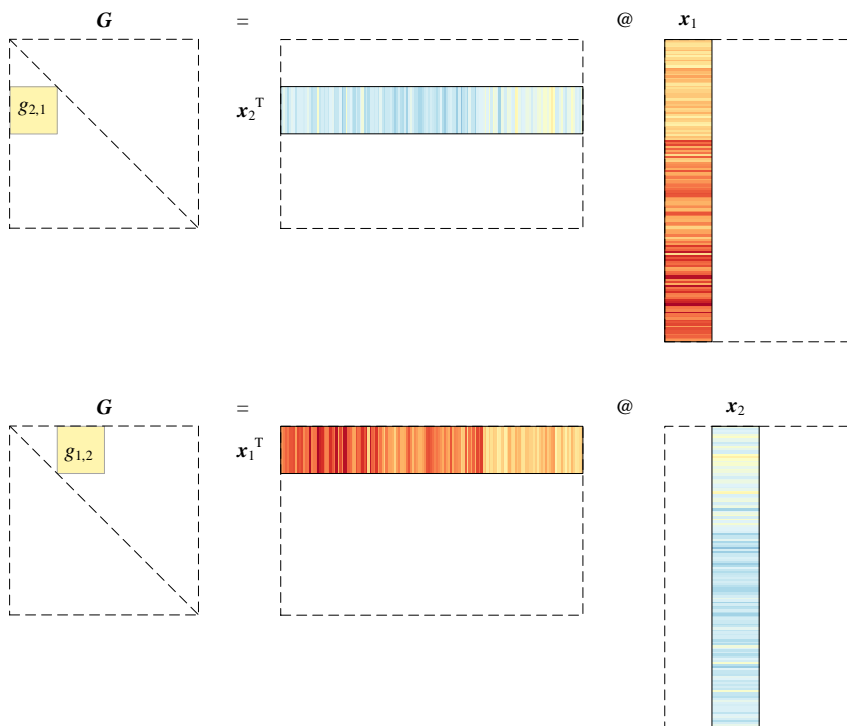 G = @ x₁
g₂,₁ x₂ᵀ
G = @ x₂
g₁,₂ x₁ᵀ